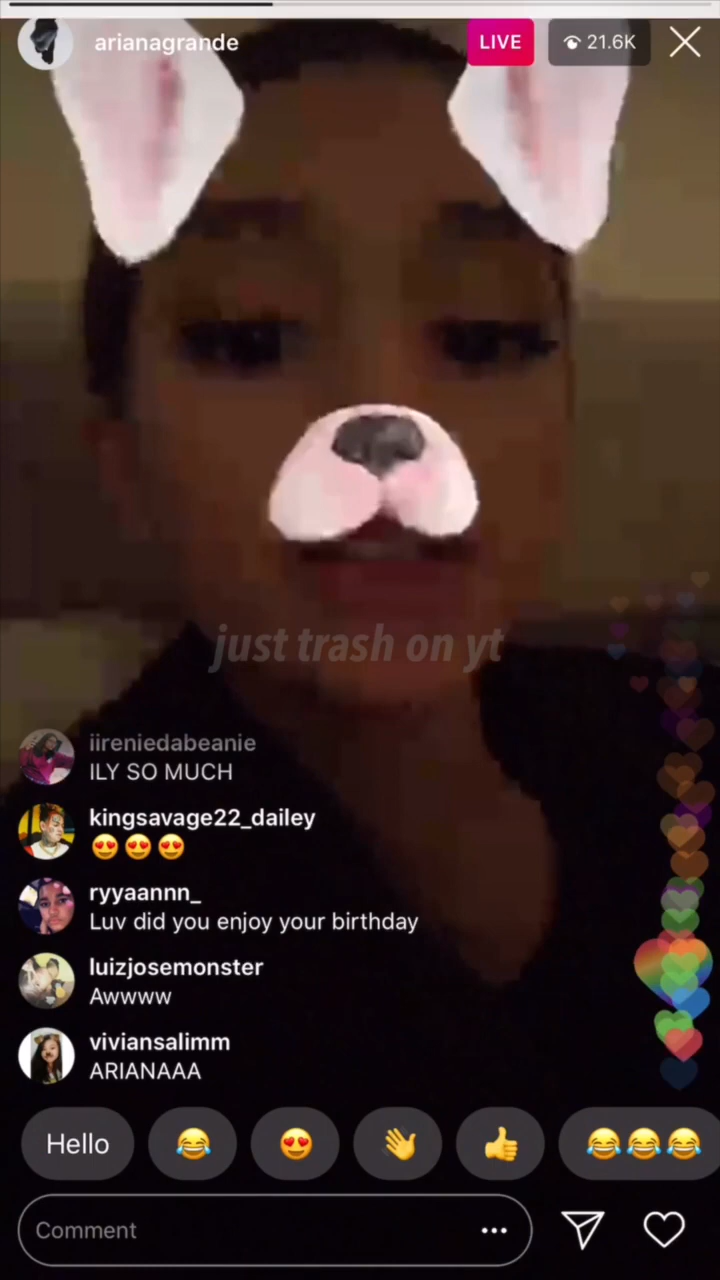 arianagrande
LIVE
21.6K
just trash on yt
iireniedabeanie
ILY SO MUCH
kingsavage22_dailey
😍😍😍
ryyaannn_
Luv did you enjoy your birthday
luizjosemonster
Awwww
viviansalimm
ARIANAAA
Hello 😂 😍 👋 👍 😂😂😂
Comment